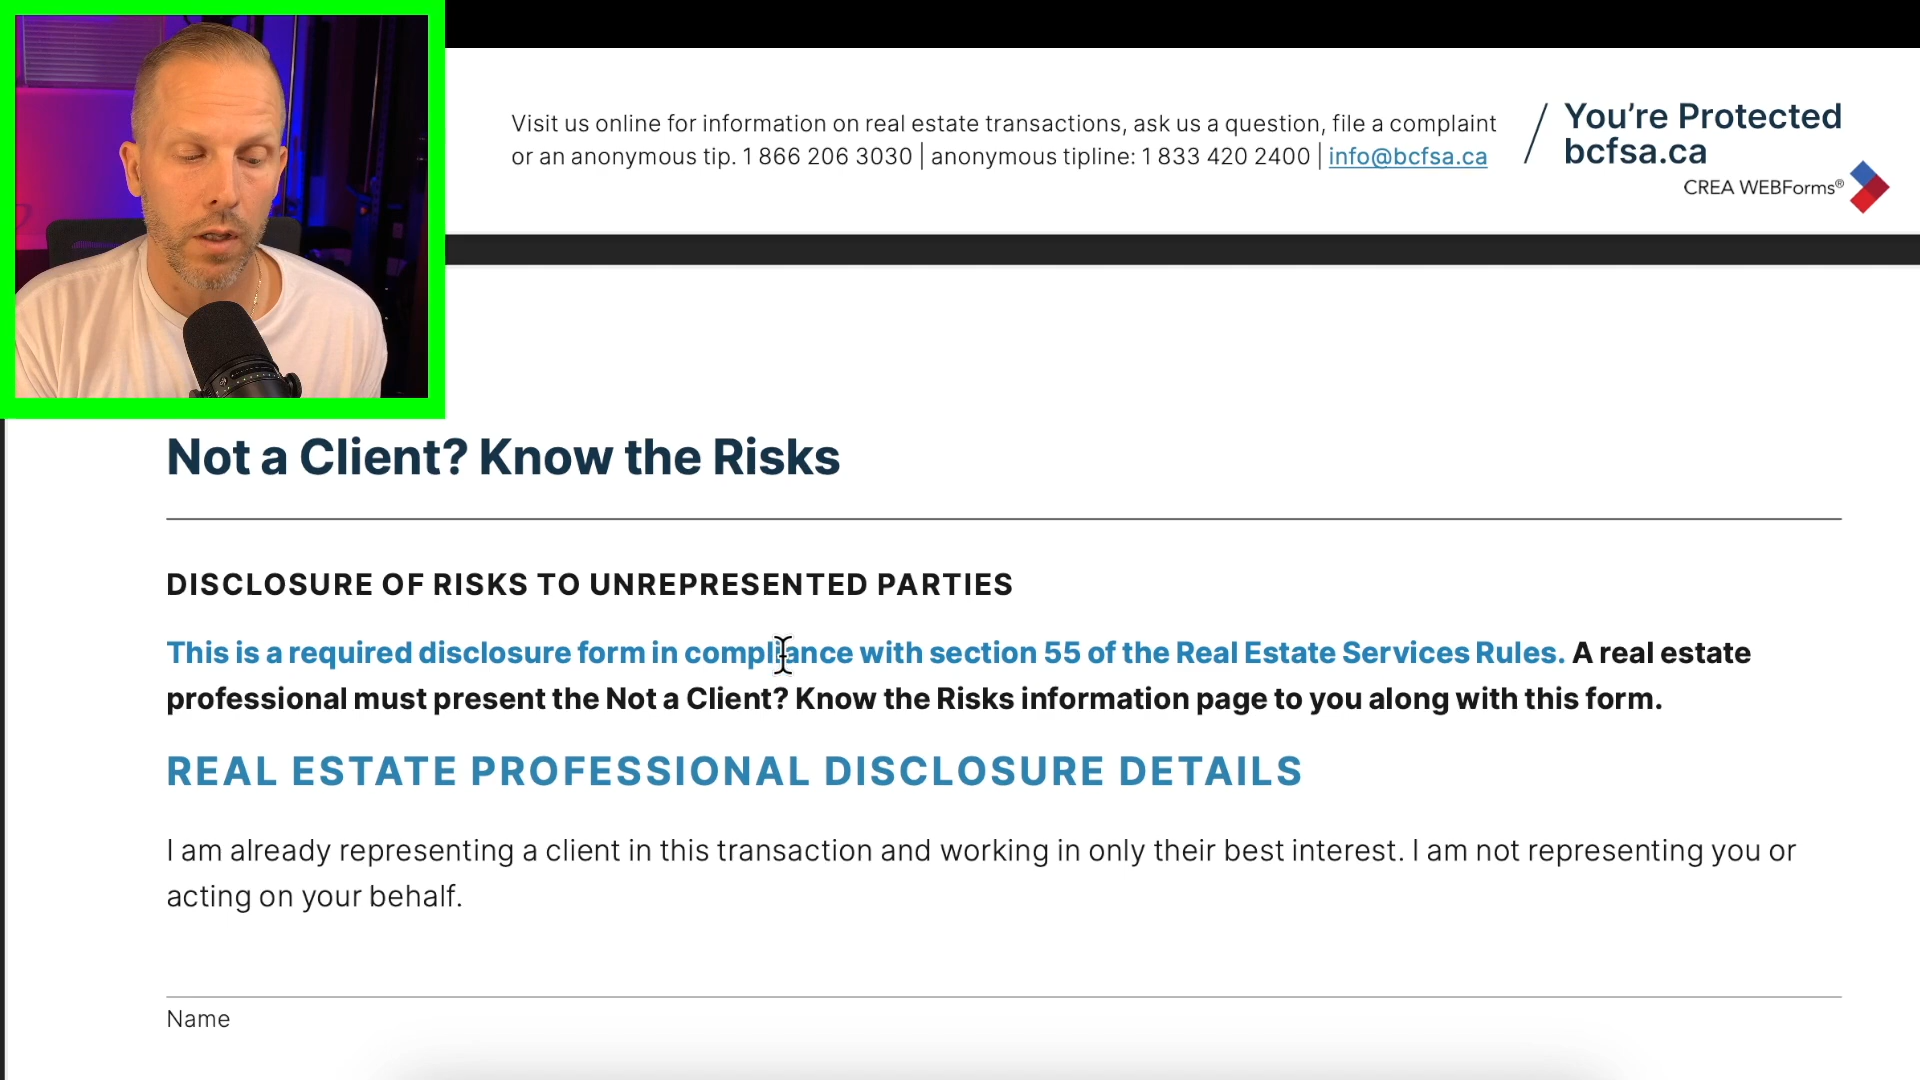 Visit us online for information on real estate transactions, ask us a question, file a complaint
or an anonymous tip. 1 866 206 3030 | anonymous tipline: 1 833 420 2400 | info@bcfsa.ca
You're Protected
bcfsa.ca
CREA WEBForms®
Not a Client? Know the Risks
DISCLOSURE OF RISKS TO UNREPRESENTED PARTIES
This is a required disclosure form in compliance with section 55 of the Real Estate Services Rules. A real estate
professional must present the Not a Client? Know the Risks information page to you along with this form.
REAL ESTATE PROFESSIONAL DISCLOSURE DETAILS
I am already representing a client in this transaction and working in only their best interest. I am not representing you or
acting on your behalf.
Name